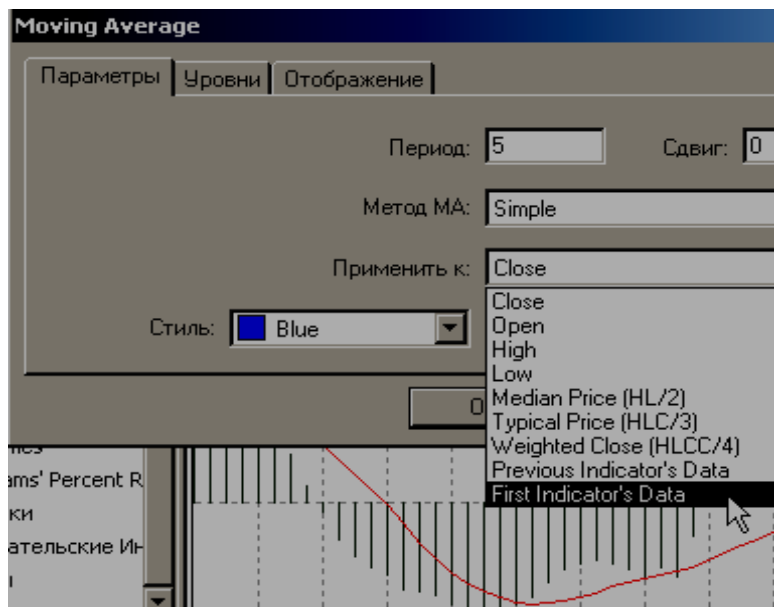 Moving Average
Параметры Уровни Отображение
Период: 5 Сдвиг: 0
Метод МА: Simple
Применить к: Close
Close
Open
High
Low
Median Price (HL/2)
Typical Price (HLC/3)
Weighted Close (HLCC/4)
Previous Indicator's Data
First Indicator's Data
Стиль: Blue
ams' Percent R
ки
ательские Ин